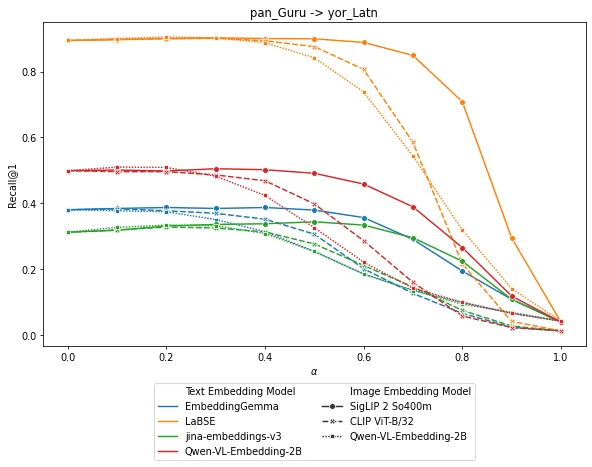 pan_Guru -> yor_Latn
Recall@1
0.8
0.6
0.4
0.2
0.0
0.0 0.2 0.4 0.6 0.8 1.0
α
Text Embedding Model Image Embedding Model
EmbeddingGemma SigLIP 2 So400m
LaBSE CLIP ViT-B/32
jina-embeddings-v3 Qwen-VL-Embedding-2B
Qwen-VL-Embedding-2B